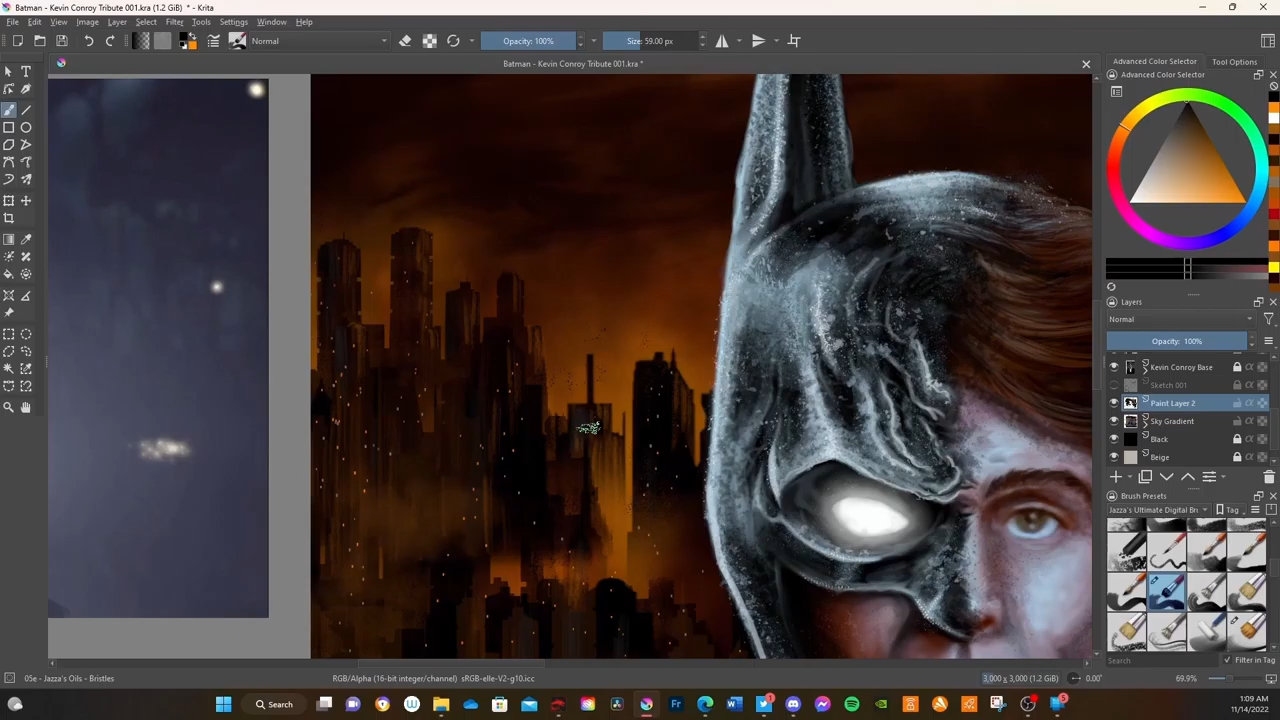 Batman - Kevin Conroy Tribute 001.kra (1.2 GiB) * - Krita
File Edit View Image Layer Select Filter Tools Settings Window Help
Normal
Opacity: 100%
Size: 59.00 px
Batman - Kevin Conroy Tribute 001.kra *
Advanced Color Selector
Tool Options
Advanced Color Selector
Layers
Normal
Opacity: 100%
Kevin Conroy Base
Sketch 001
Paint Layer 2
Sky Gradient
Black
Beige
Brush Presets
Jazza's Ultimate Digital Bru
Tag
Search
Filter in Tag
05e - Jazza's Oils - Bristles
RGB/Alpha (16-bit integer/channel) sRGB-elle-V2-g10.icc
3,000 x 3,000 (1.2 GiB)
0.00°
69.9%
Search
1:09 AM
11/14/2022